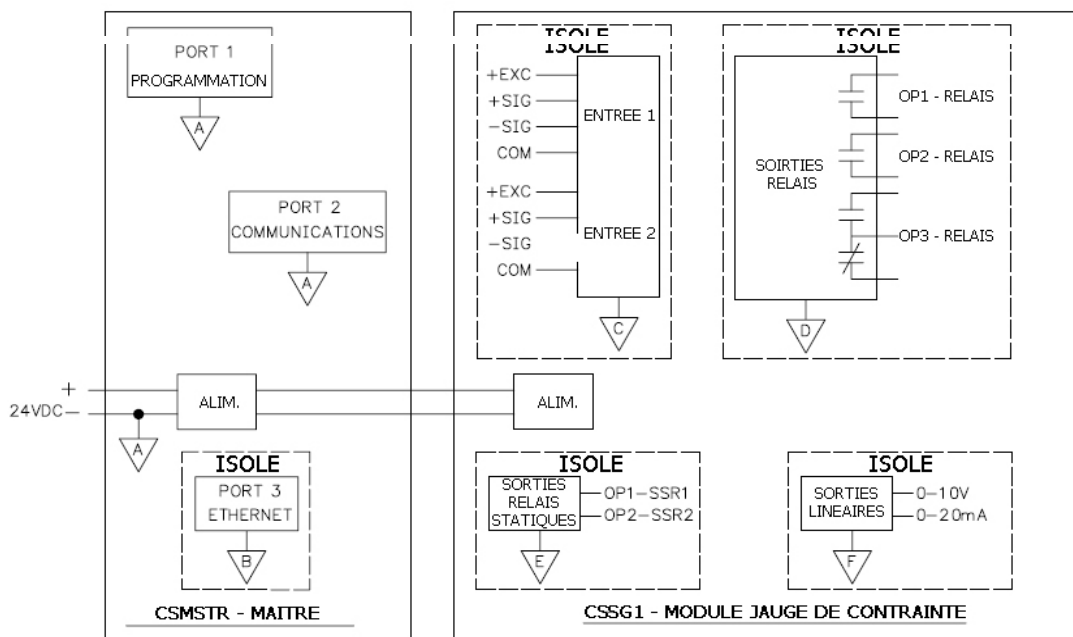 PORT 1
PROGRAMMATION
A
PORT 2
COMMUNICATIONS
A
+
24VDC—
A
ALIM.
ISOLE
PORT 3
ETHERNET
B
CSMSTR - MAITRE
ISOLE
+EXC
+SIG
—SIG
COM
ENTREE 1
+EXC
+SIG
—SIG
COM
ENTREE 2
C
ISOLE
SOIRTIES
RELAIS
OP1 - RELAIS
OP2 - RELAIS
OP3 - RELAIS
D
ALIM.
ISOLE
SORTIES
RELAIS
STATIQUES
OP1—SSR1
OP2—SSR2
E
ISOLE
SORTIES
LINEAIRES
0—10V
0—20mA
F
CSSG1 - MODULE JAUGE DE CONTRAINTE